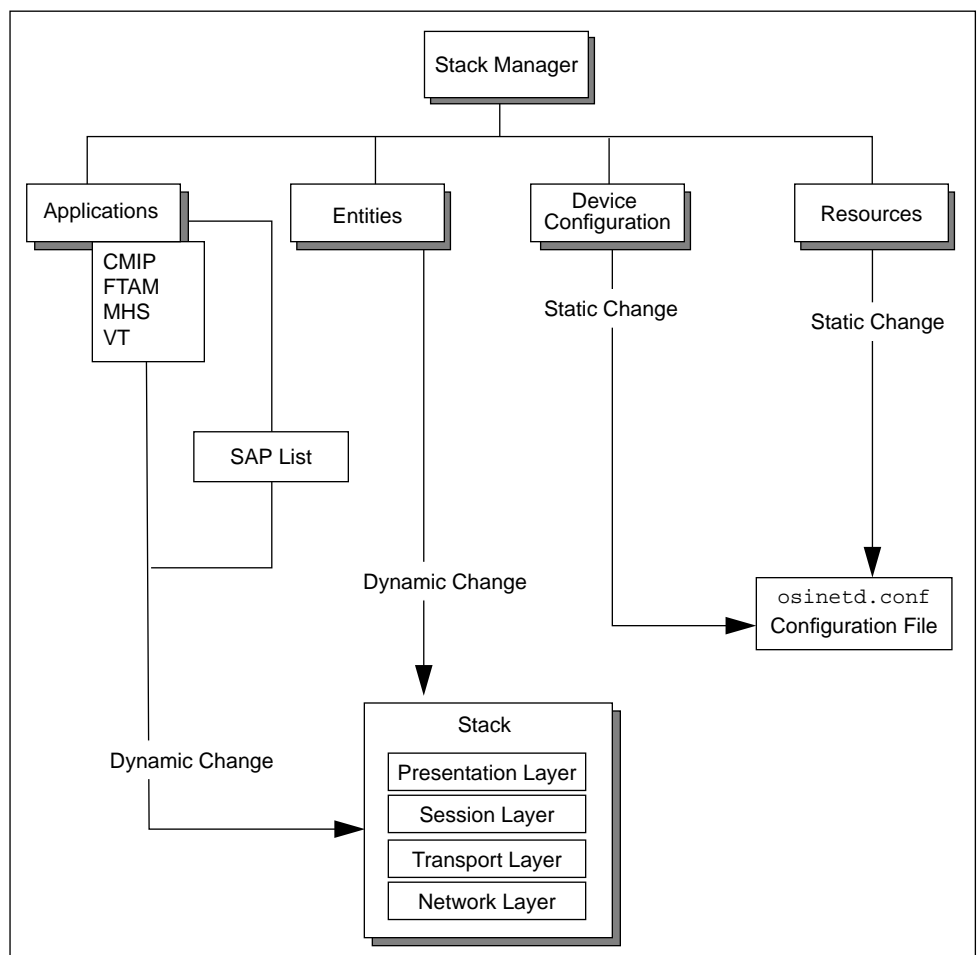 Stack Manager
Applications
Entities
Device
Configuration
Resources
CMIP
FTAM
MHS
VT
Static Change
Static Change
SAP List
Dynamic Change
osinetd.conf
Configuration File
Stack
Dynamic Change
Presentation Layer
Session Layer
Transport Layer
Network Layer